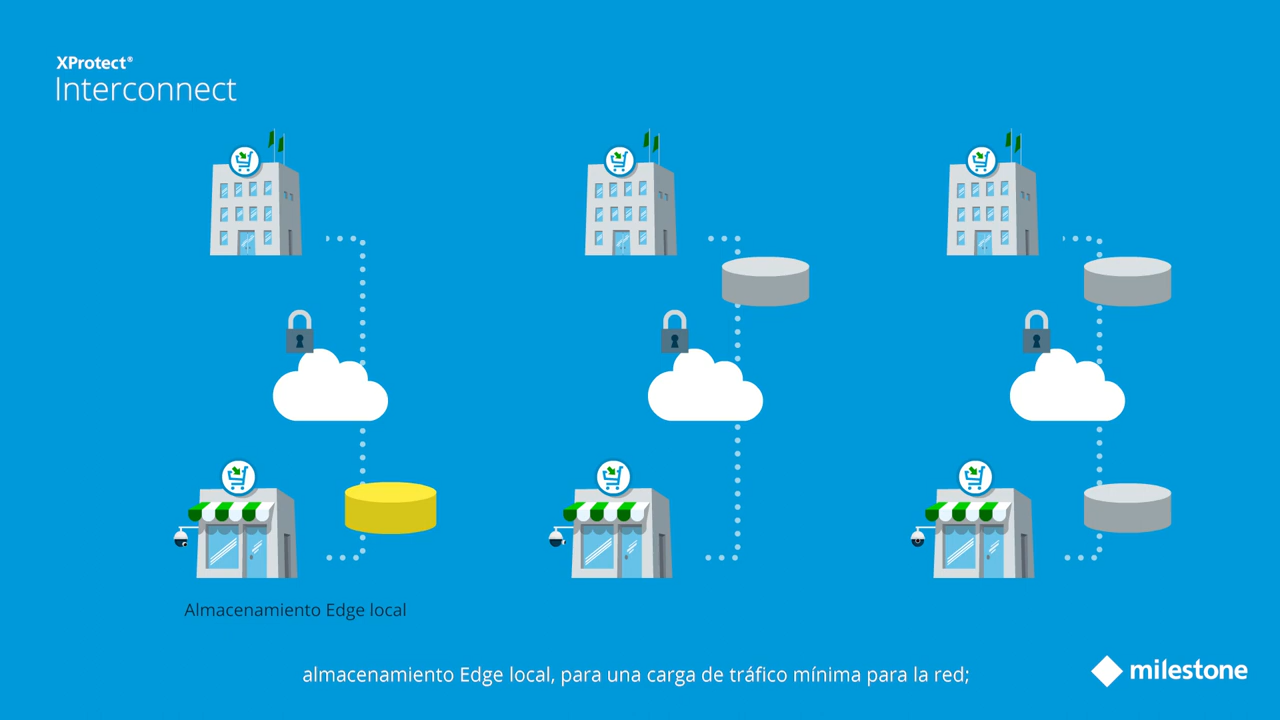 XProtect®
Interconnect
Almacenamiento Edge local
almacenamiento Edge local, para una carga de tráfico mínima para la red;
milestone